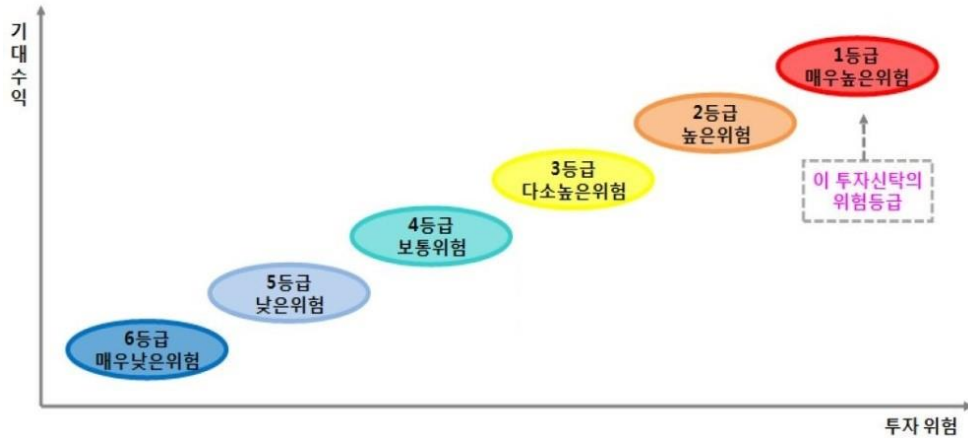 기
대
수
익
1등급
매우높은위험
2등급
높은위험
이 투자신탁의
위험등급
3등급
다소높은위험
4등급
보통위험
5등급
낮은위험
6등급
매우낮은위험
투자 위험